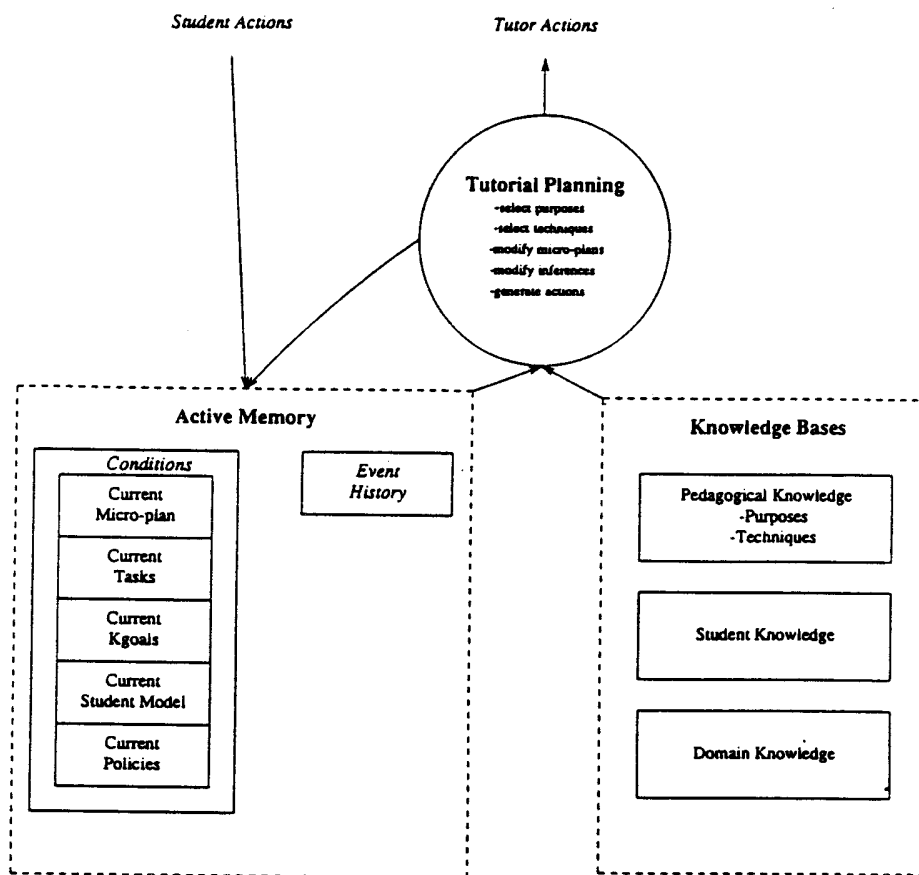 Student Actions
Tutor Actions
Tutorial Planning
-select purposes
-select techniques
-modify micro-plans
-modify inferences
-generate actions
Active Memory
Conditions
Current
Micro-plan
Current
Tasks
Current
Kgoals
Current
Student Model
Current
Policies
Event
History
Knowledge Bases
Pedagogical Knowledge
-Purposes
-Techniques
Student Knowledge
Domain Knowledge